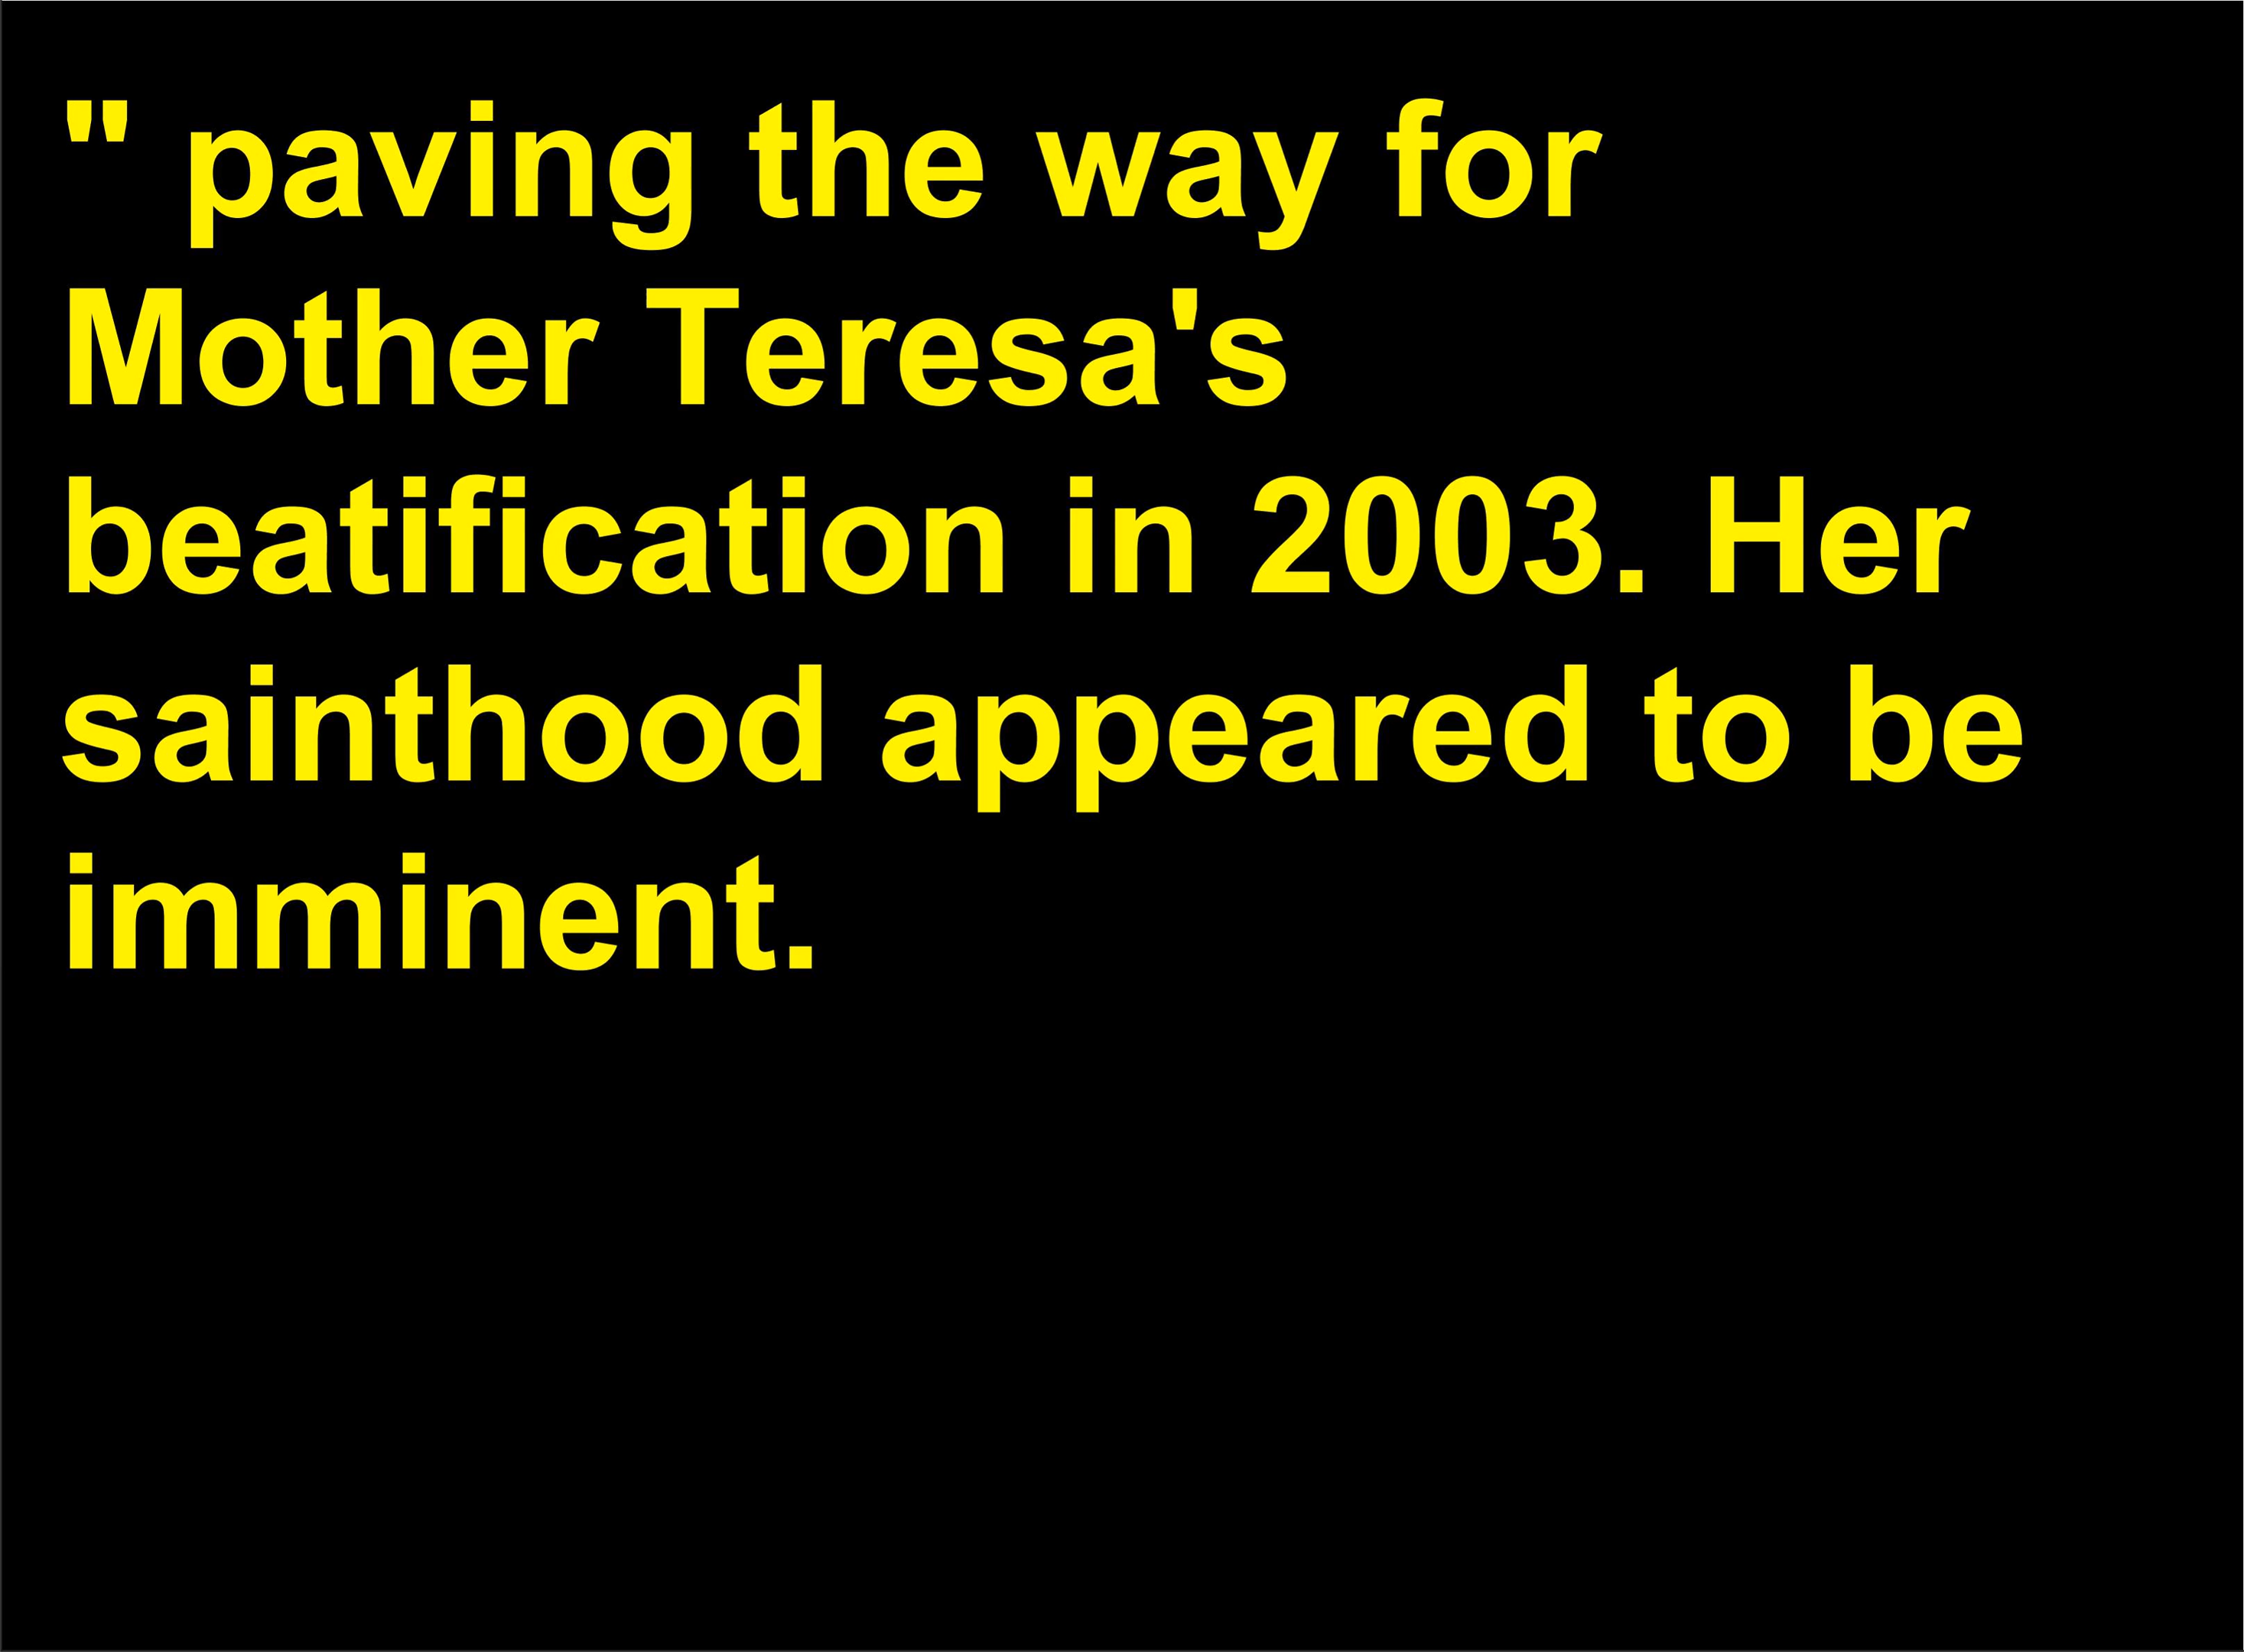 " paving the way for
Mother Teresa's
beatification in 2003. Her
sainthood appeared to be
imminent.